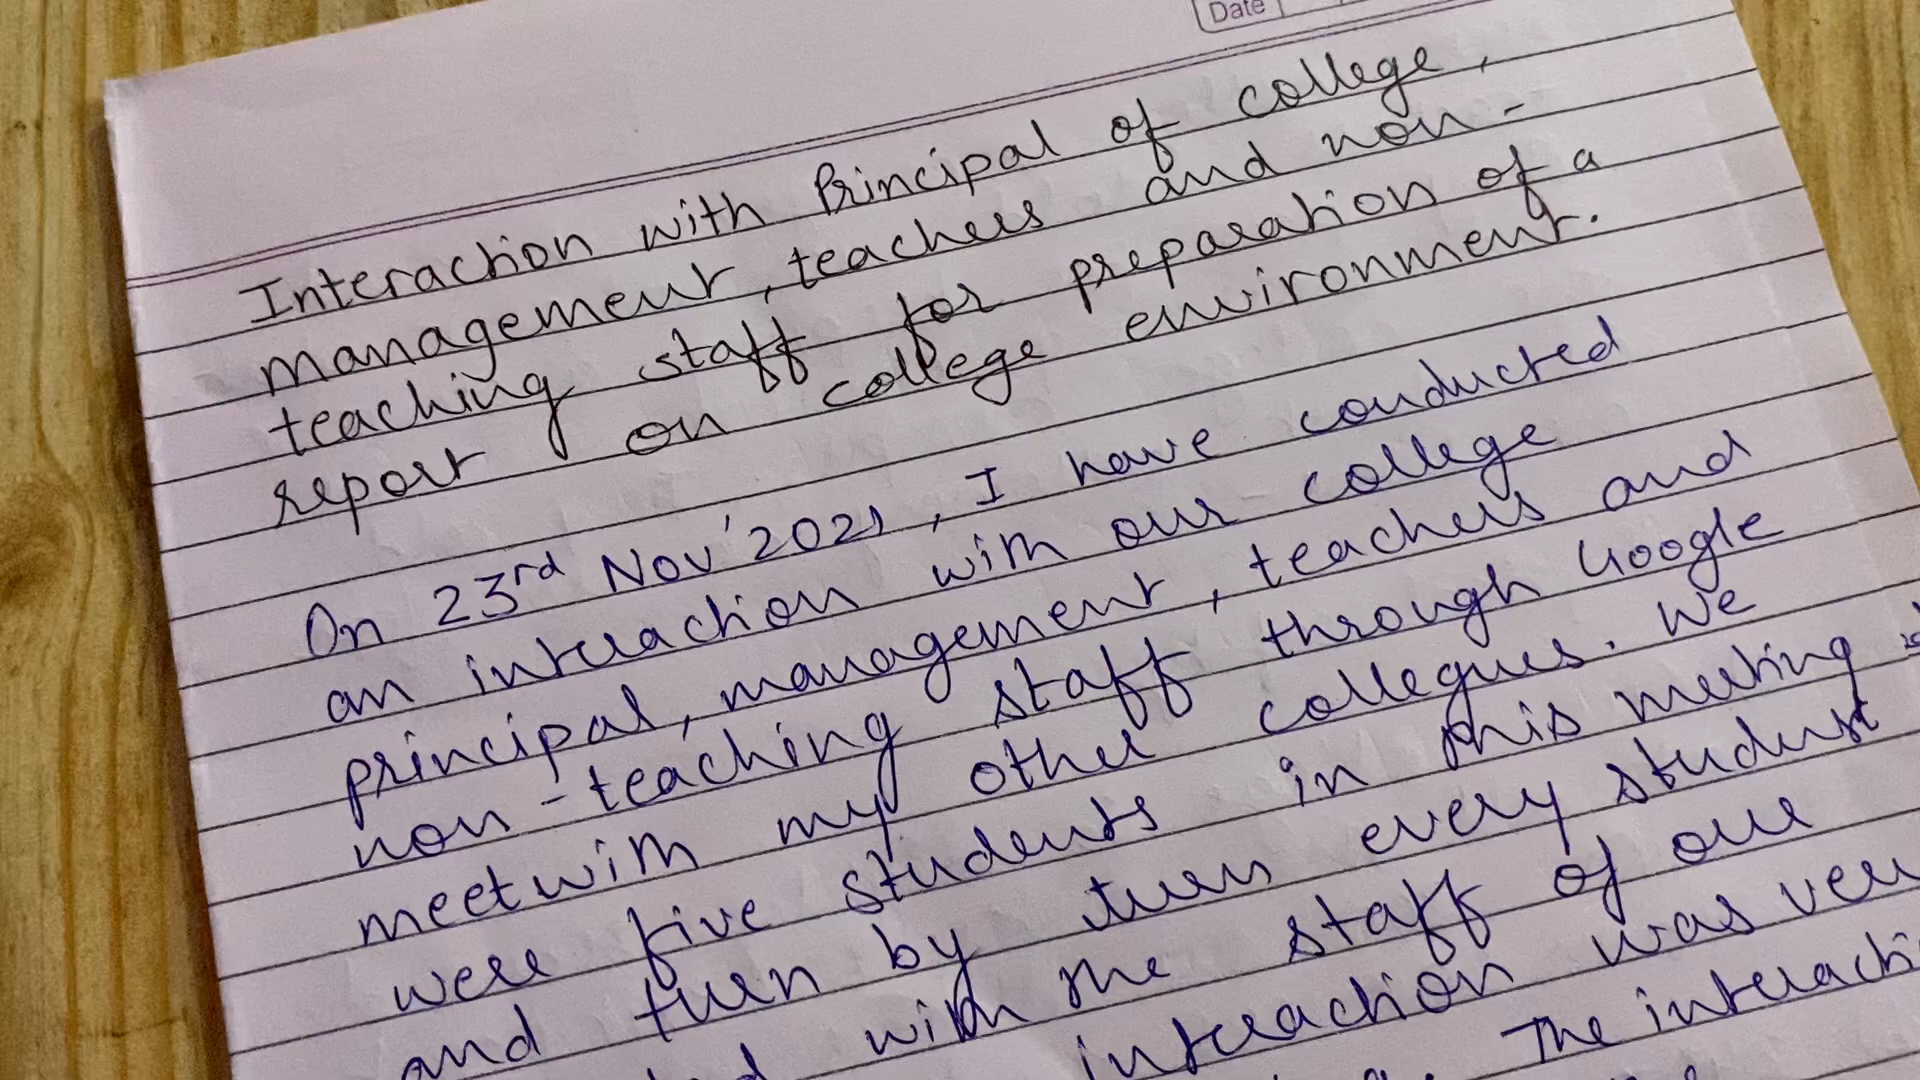 Date
Interaction with Principal of college,
management, teachers and non-
teaching staff for preparation of a
report on college environment.
On 23rd Nov'2021, I have conducted
an interaction with our college
principal, management, teachers and
non-teaching staff through Google
meet with my other collegues. We
were five students in this meeting
and turn by turn every student
with the staff of our
interaction was
The